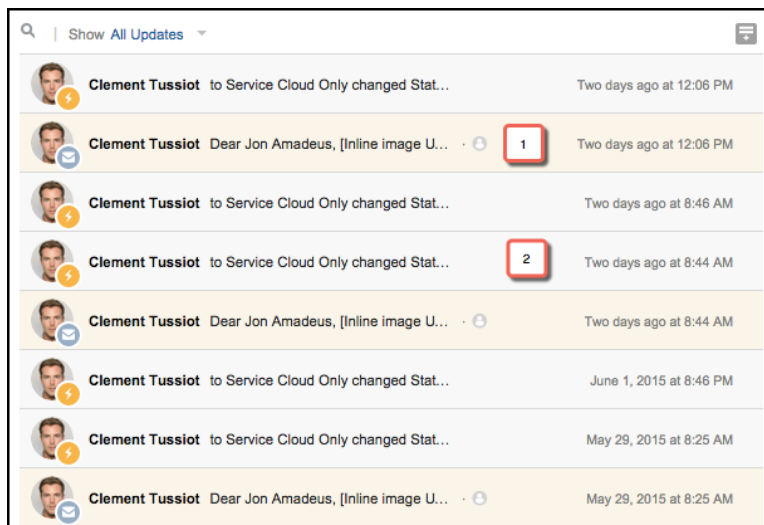 Show All Updates
Clement Tussiot to Service Cloud Only changed Stat... Two days ago at 12:06 PM
Clement Tussiot Dear Jon Amadeus, [Inline image U... · 1 Two days ago at 12:06 PM
Clement Tussiot to Service Cloud Only changed Stat... Two days ago at 8:46 AM
Clement Tussiot to Service Cloud Only changed Stat... 2 Two days ago at 8:44 AM
Clement Tussiot Dear Jon Amadeus, [Inline image U... · Two days ago at 8:44 AM
Clement Tussiot to Service Cloud Only changed Stat... June 1, 2015 at 8:46 PM
Clement Tussiot to Service Cloud Only changed Stat... May 29, 2015 at 8:25 AM
Clement Tussiot Dear Jon Amadeus, [Inline image U... · May 29, 2015 at 8:25 AM